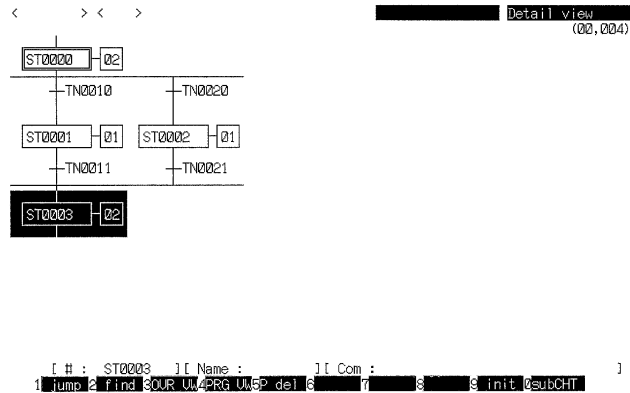 < > < > Detail view
(00,004)
ST0000 02
TN0010 TN0020
ST0001 01 ST0002 01
TN0011 TN0021
ST0003 02
[ # : ST0003 ][ Name : ][ Com : ]
1 jump 2 find 3OVR VW4PRG VW5P del 6 7 8 9 init 0subCHT